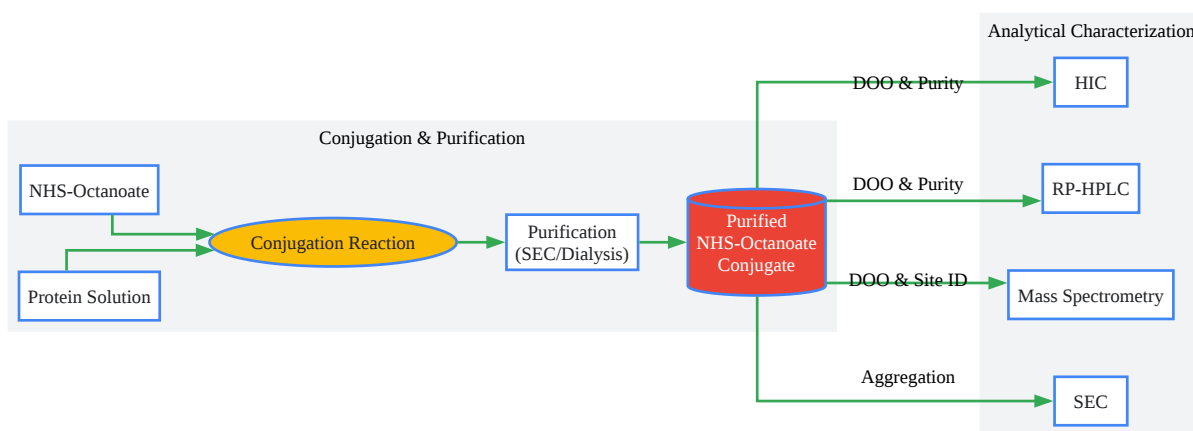 Analytical Characterization
DOO & Purity
HIC
Conjugation & Purification
NHS-Octanoate
Protein Solution
Conjugation Reaction
Purification
(SEC/Dialysis)
Purified
NHS-Octanoate
Conjugate
DOO & Purity
RP-HPLC
DOO & Site ID
Mass Spectrometry
Aggregation
SEC